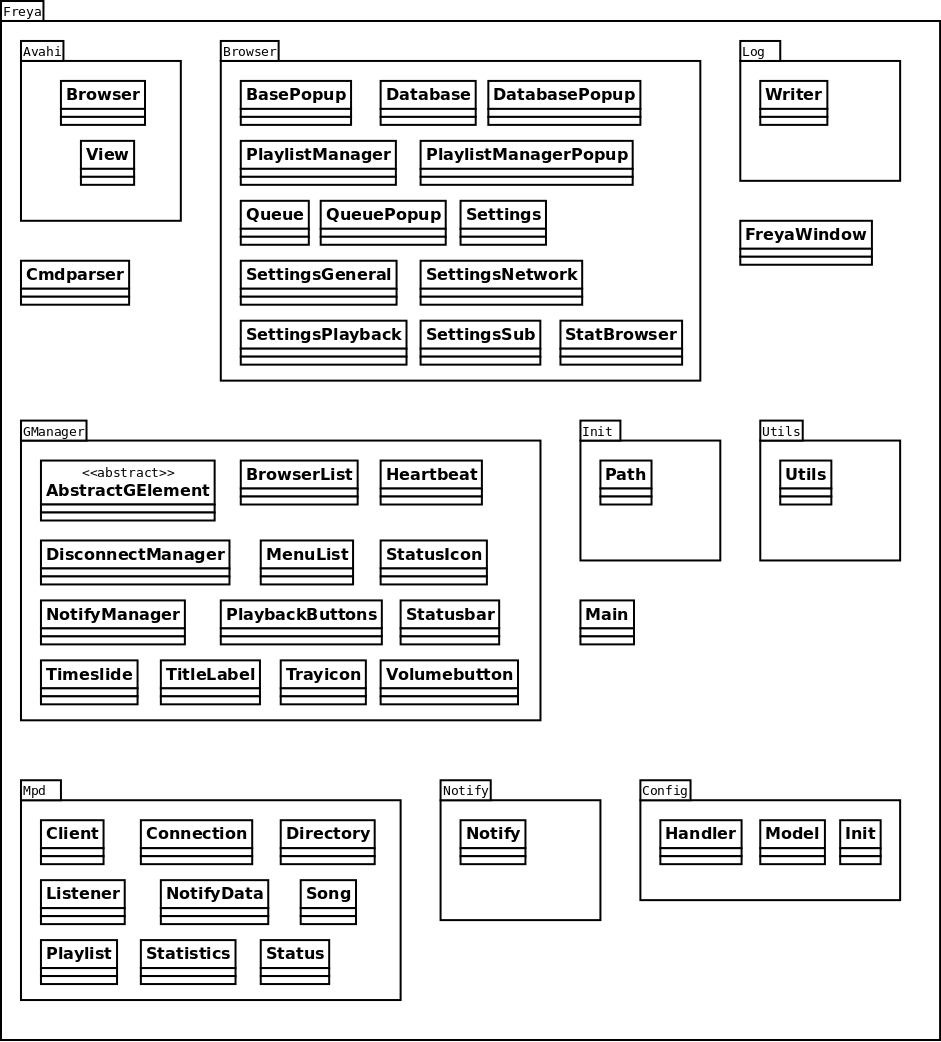 Freya
Avahi
Browser
View
Cmdparser
Browser
BasePopup Database DatabasePopup
PlaylistManager PlaylistManagerPopup
Queue QueuePopup Settings
SettingsGeneral SettingsNetwork
SettingsPlayback SettingsSub StatBrowser
Log
Writer
FreyaWindow
GManager
<<abstract>>
AbstractGElement BrowserList Heartbeat
DisconnectManager MenuList StatusIcon
NotifyManager PlaybackButtons Statusbar
Timeslide TitleLabel Trayicon Volumebutton
Init
Path
Utils
Utils
Main
Mpd
Client Connection Directory
Listener NotifyData Song
Playlist Statistics Status
Notify
Notify
Config
Handler Model Init